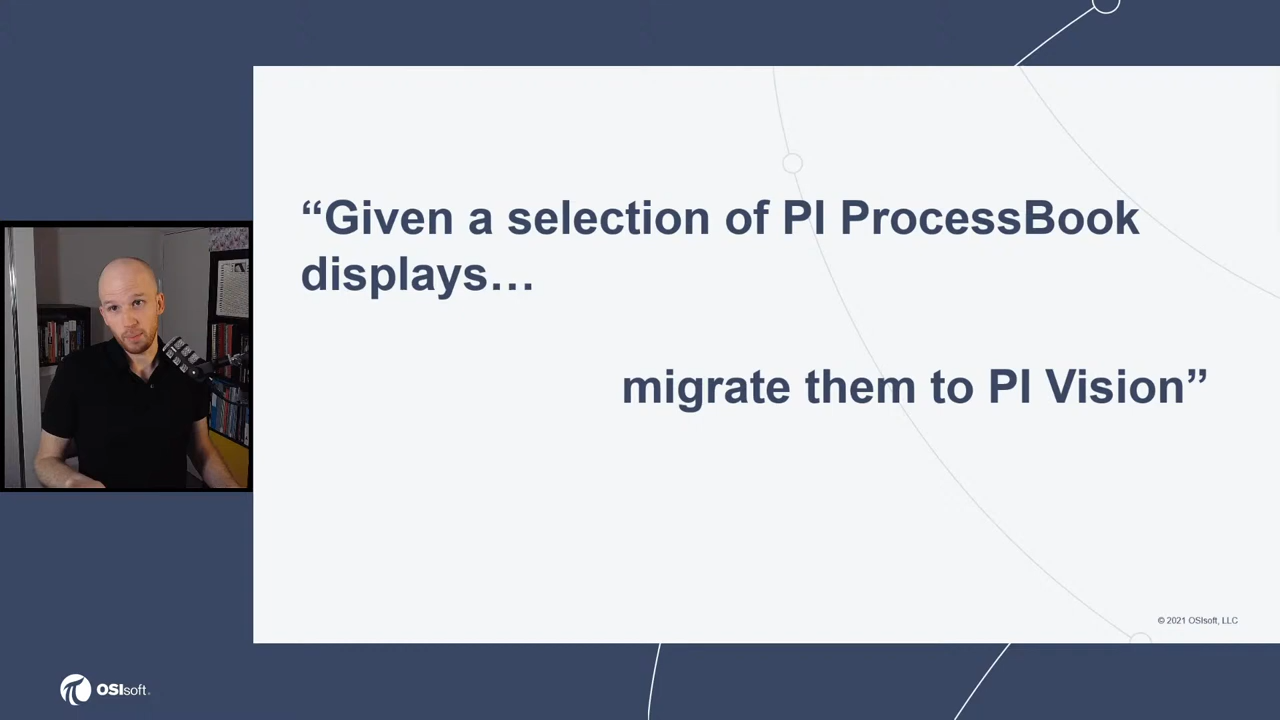 “Given a selection of PI ProcessBook
displays…
migrate them to PI Vision”
© 2021 OSIsoft, LLC
OSIsoft.